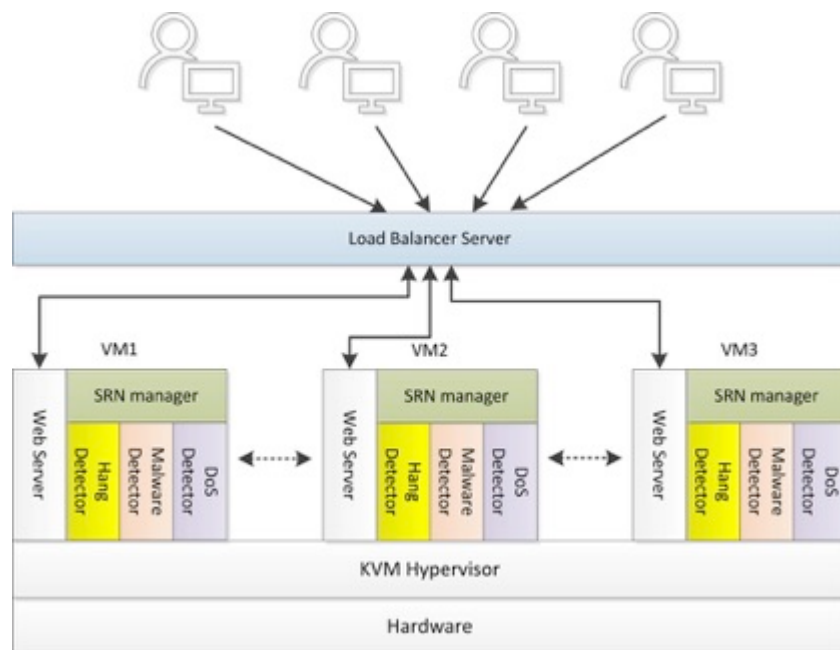 Load Balancer Server
VM1
VM2
VM3
Web Server
SRN manager
Hang
Detector
Malware
Detector
DoS
Detector
Web Server
SRN manager
Hang
Detector
Malware
Detector
DoS
Detector
Web Server
SRN manager
Hang
Detector
Malware
Detector
DoS
Detector
KVM Hypervisor
Hardware